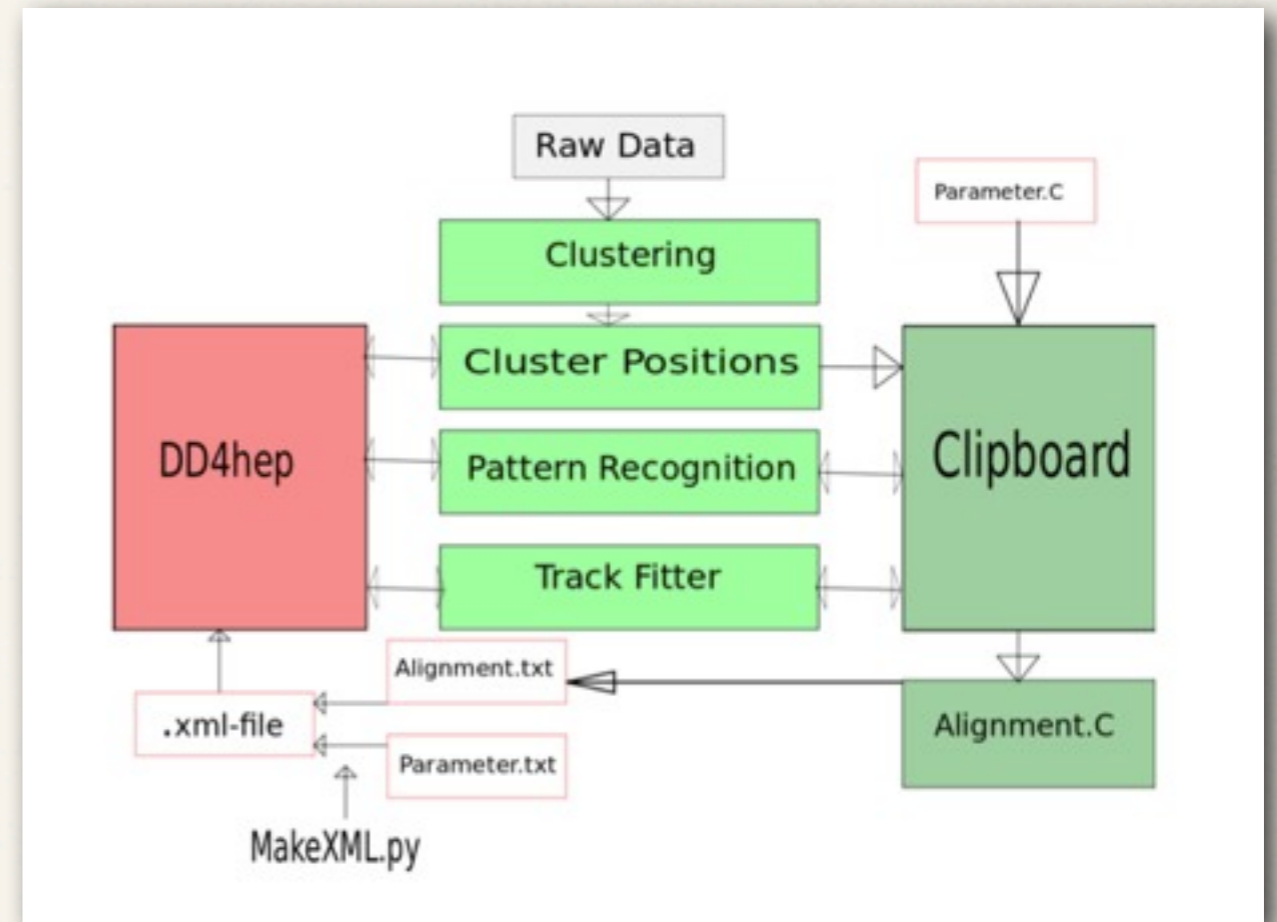 Raw Data
Parameter.C
Clustering
Cluster Positions
DD4hep
Clipboard
Pattern Recognition
Track Fitter
Alignment.txt
.xml-file
Alignment.C
Parameter.txt
MakeXML.py